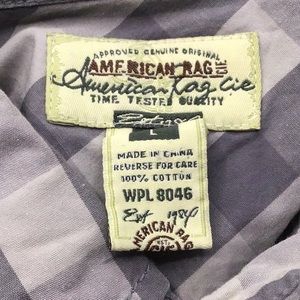 APPROVED GENUINE ORIGINAL
AMERICAN RAG CIE
American Rag Cie
TIME TESTED QUALITY
L
MADE IN CHINA
REVERSE FOR CARE
100% COTTON
WPL 8046
Est 1984
AMERICAN RAG
EST.